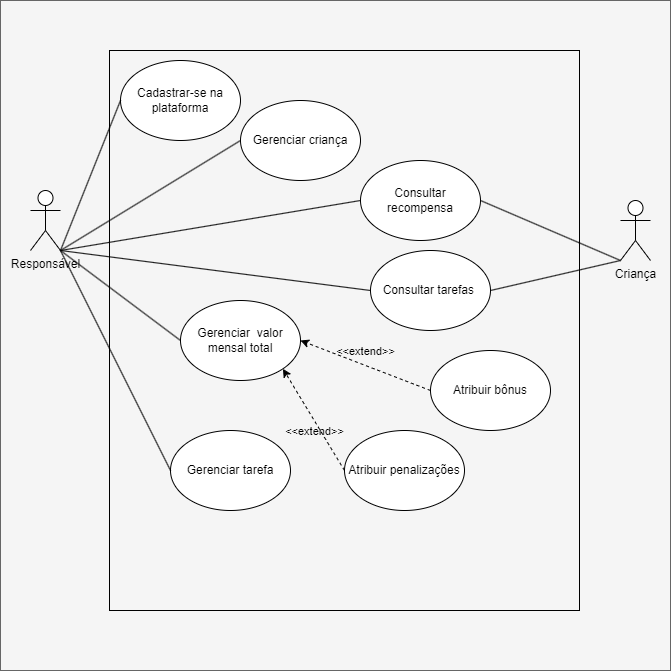 Cadastrar-se na
plataforma
Gerenciar criança
Consultar
recompensa
Responsável
Criança
Consultar tarefas
Gerenciar valor
mensal total
<<extend>>
Atribuir bônus
<<extend>>
Gerenciar tarefa
Atribuir penalizações